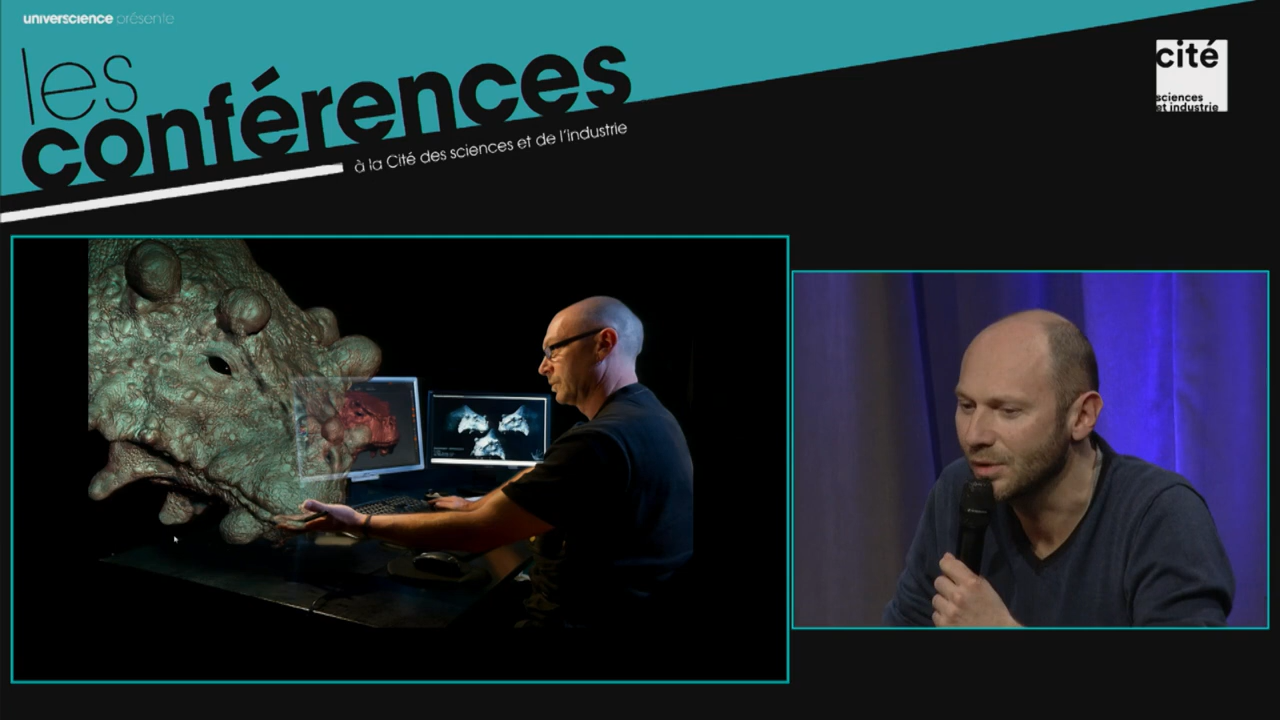 universcience présente
les
conférences
à la Cité des sciences et de l'industrie
cité
sciences
et industrie